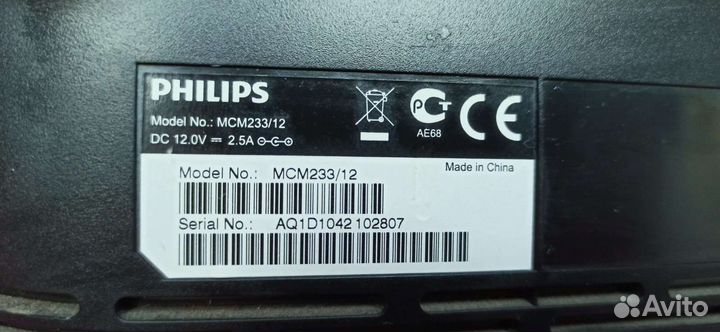 PHILIPS
Model No.: MCM233/12
DC 12.0V ⎓ 2.5A
PCT
AE68
CE
Made in China
Model No.: MCM233/12
Serial No.: AQ1D1042102807
Avito